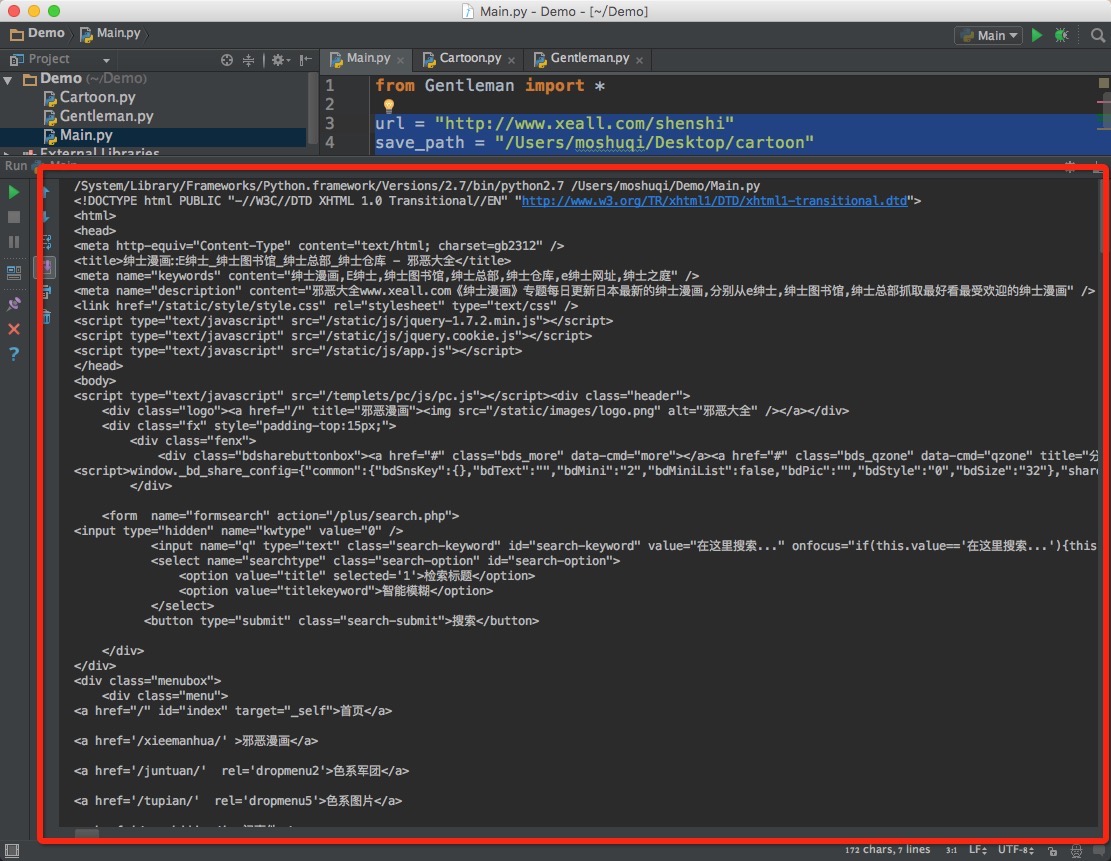 Main.py - Demo - [~/Demo]
Demo Main.py Main
Project Main.py Cartoon.py Gentleman.py
Demo (~/Demo)
Cartoon.py
Gentleman.py
Main.py
External Libraries
1 from Gentleman import *
2
3 url = "http://www.xeall.com/shenshi"
4 save_path = "/Users/moshuqi/Desktop/cartoon"
Run Main
/System/Library/Frameworks/Python.framework/Versions/2.7/bin/python2.7 /Users/moshuqi/Demo/Main.py
<!DOCTYPE html PUBLIC "-//W3C//DTD XHTML 1.0 Transitional//EN" "http://www.w3.org/TR/xhtml1/DTD/xhtml1-transitional.dtd">
<html>
<head>
<meta http-equiv="Content-Type" content="text/html; charset=gb2312" />
<title>绅士漫画::E绅士_绅士图书馆_绅士总部_绅士仓库 - 邪恶大全</title>
<meta name="keywords" content="绅士漫画,E绅士,绅士图书馆,绅士总部,绅士仓库,e绅士网址,绅士之庭" />
<meta name="description" content="邪恶大全www.xeall.com《绅士漫画》专题每日更新日本最新的绅士漫画,分别从e绅士,绅士图书馆,绅士总部抓取最好看最受欢迎的绅士漫画" />
<link href="/static/style/style.css" rel="stylesheet" type="text/css" />
<script type="text/javascript" src="/static/js/jquery-1.7.2.min.js"></script>
<script type="text/javascript" src="/static/js/jquery.cookie.js"></script>
<script type="text/javascript" src="/static/js/app.js"></script>
</head>
<body>
<script type="text/javascript" src="/templets/pc/js/pc.js"></script><div class="header">
<div class="logo"><a href="/" title="邪恶漫画"><img src="/static/images/logo.png" alt="邪恶大全" /></a></div>
<div class="fx" style="padding-top:15px;">
<div class="fenx">
<div class="bdsharebuttonbox"><a href="#" class="bds_more" data-cmd="more"></a><a href="#" class="bds_qzone" data-cmd="qzone" title="分
<script>window._bd_share_config={"common":{"bdSnsKey":{},"bdText":"","bdMini":"2","bdMiniList":false,"bdPic":"","bdStyle":"0","bdSize":"32"},"shar
</div>
<form  name="formsearch" action="/plus/search.php">
<input type="hidden" name="kwtype" value="0" />
<input name="q" type="text" class="search-keyword" id="search-keyword" value="在这里搜索..." onfocus="if(this.value=='在这里搜索...'){this
<select name="searchtype" class="search-option" id="search-option">
<option value="title" selected='1'>检索标题</option>
<option value="titlekeyword">智能模糊</option>
</select>
<button type="submit" class="search-submit">搜索</button>
</div>
</div>
<div class="menubox">
<div class="menu">
<a href="/" id="index" target="_self">首页</a>
<a href='/xieemanhua/' >邪恶漫画</a>
<a href='/juntuan/'  rel='dropmenu2'>色系军团</a>
<a href='/tupian/'  rel='dropmenu5'>色系图片</a>
172 chars, 7 lines 3:1 LF UTF-8